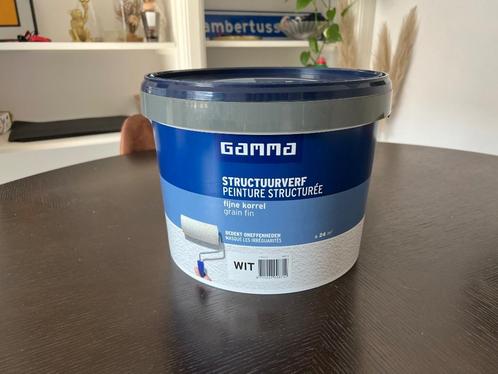 ambertuss
GAMMA
STRUCTUURVERF
PEINTURE STRUCTURÉE
fijne korrel
grain fin
BEDEKT ONEFFENHEDEN
MASQUE LES IRRÉGULARITÉS
WIT
± 24 m²